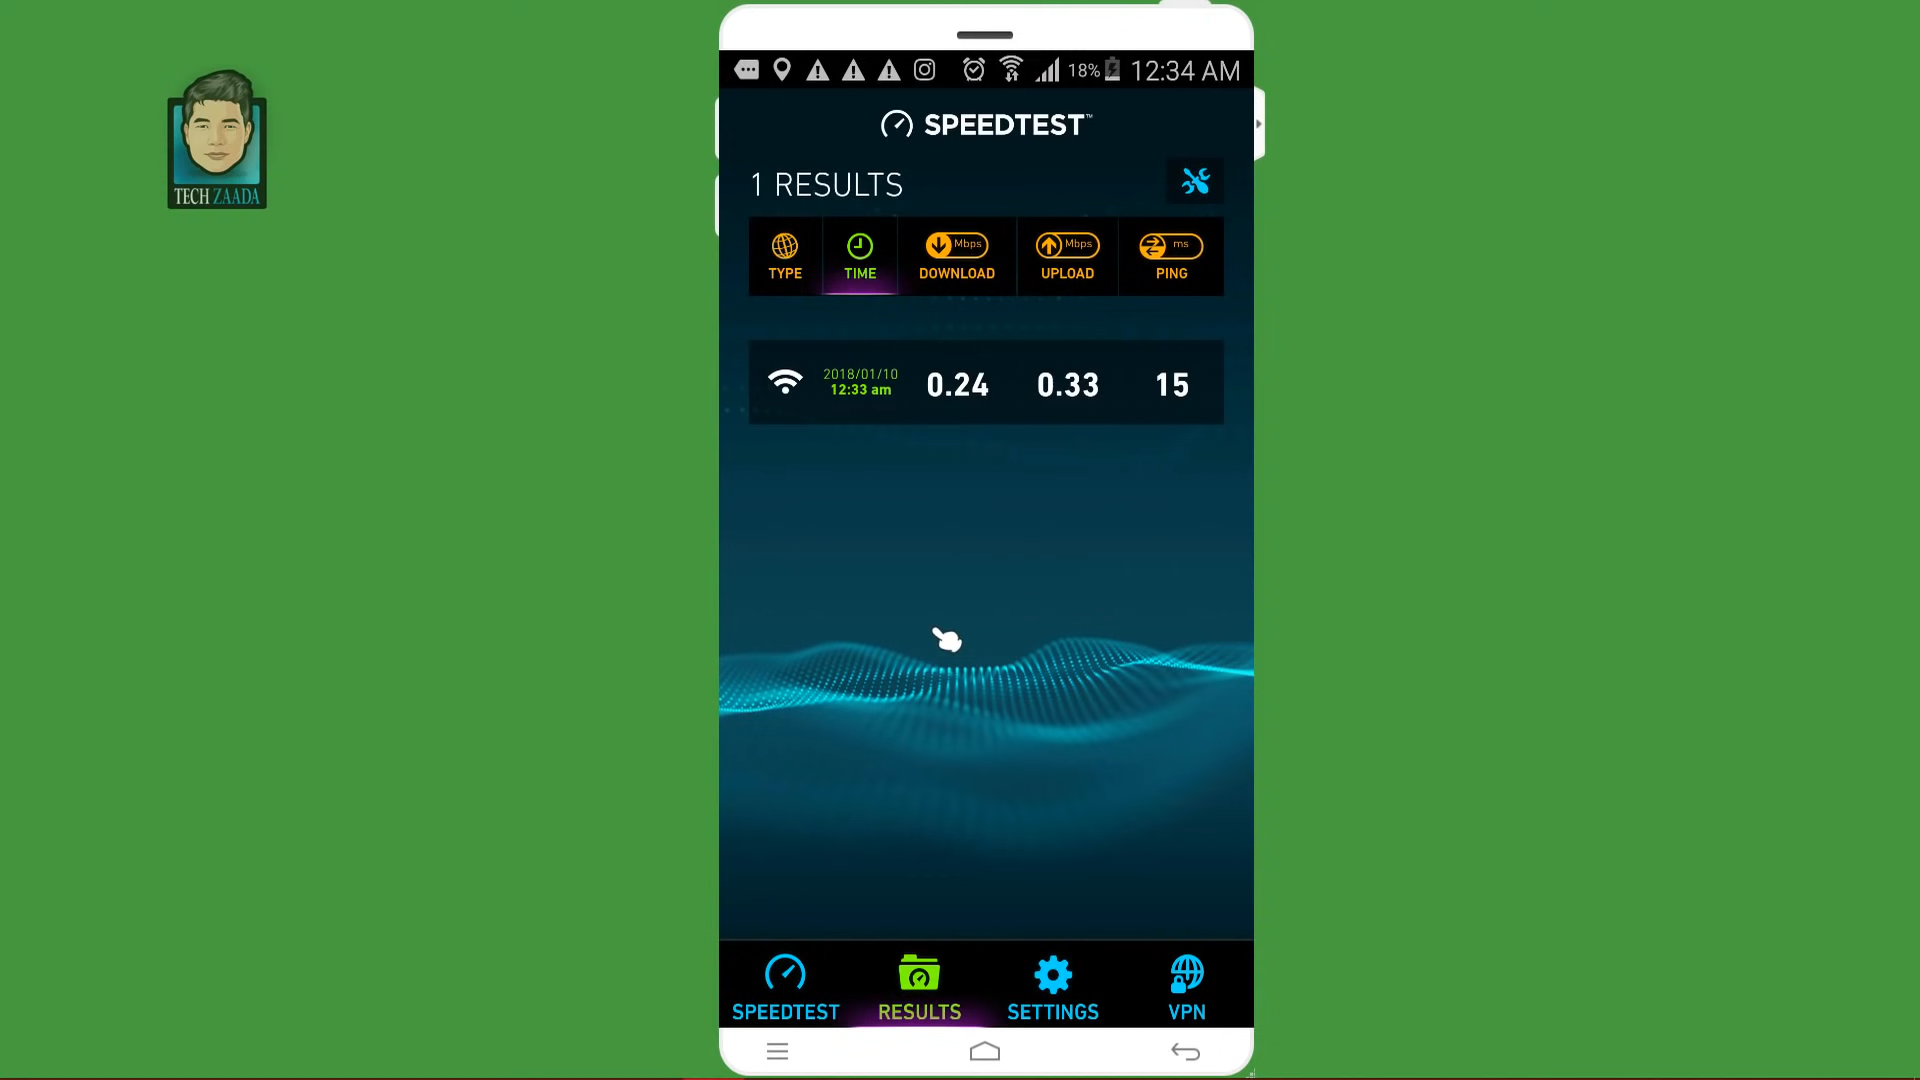 18% 12:34 AM
SPEEDTEST™
1 RESULTS
Mbps Mbps ms
TYPE TIME DOWNLOAD UPLOAD PING
2018/01/10
12:33 am 0.24 0.33 15
SPEEDTEST RESULTS SETTINGS VPN
TECH ZAADA